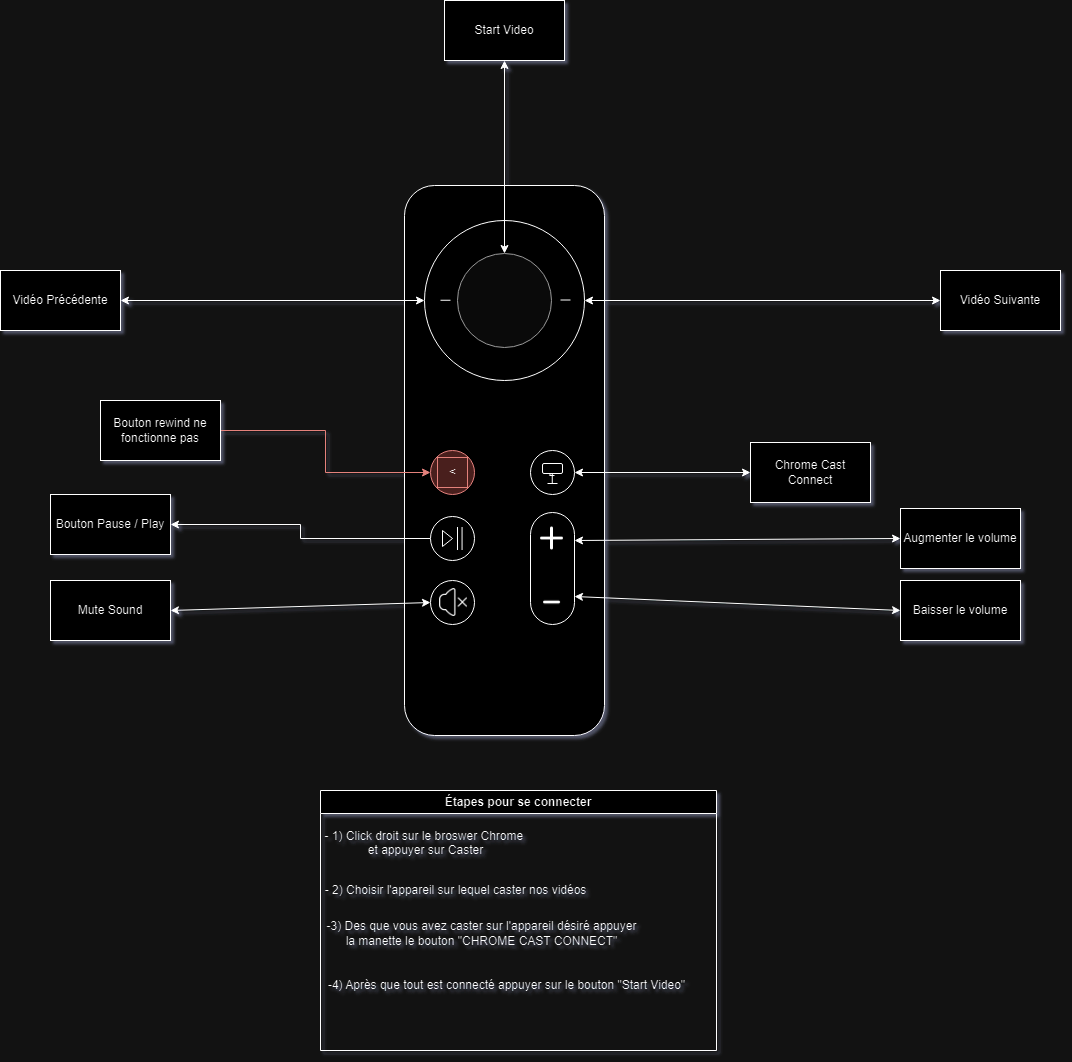 Start Video
Vidéo Précédente
Vidéo Suivante
Bouton rewind ne
fonctionne pas
<
Chrome Cast
Connect
Bouton Pause / Play
Augmenter le volume
Mute Sound
Baisser le volume
Étapes pour se connecter
- 1) Click droit sur le broswer Chrome
et appuyer sur Caster
- 2) Choisir l'appareil sur lequel caster nos vidéos
-3) Des que vous avez caster sur l'appareil désiré appuyer
la manette le bouton "CHROME CAST CONNECT"
-4) Après que tout est connecté appuyer sur le bouton "Start Video"